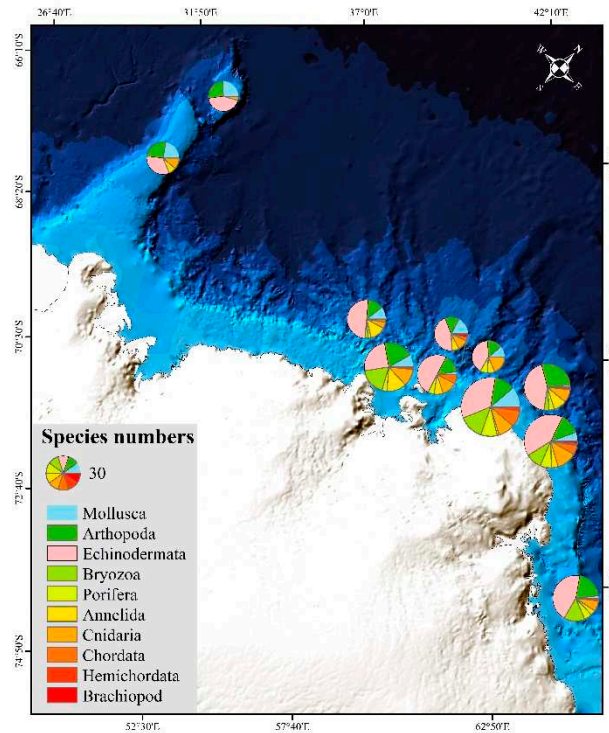 26°40'E. 31°50'E. 37°0'E. 42°10'E.
66°10'S
N
W
E
S
68°20'S
70°30'S
Species numbers
30
72°40'S
Mollusca
Arthopoda
Echinodermata
Bryozoa
Porifera
Annelida
Cnidaria
74°50'S
Chordata
Hemichordata
Brachiopod
52°30'E. 57°40'E. 62°50'E.